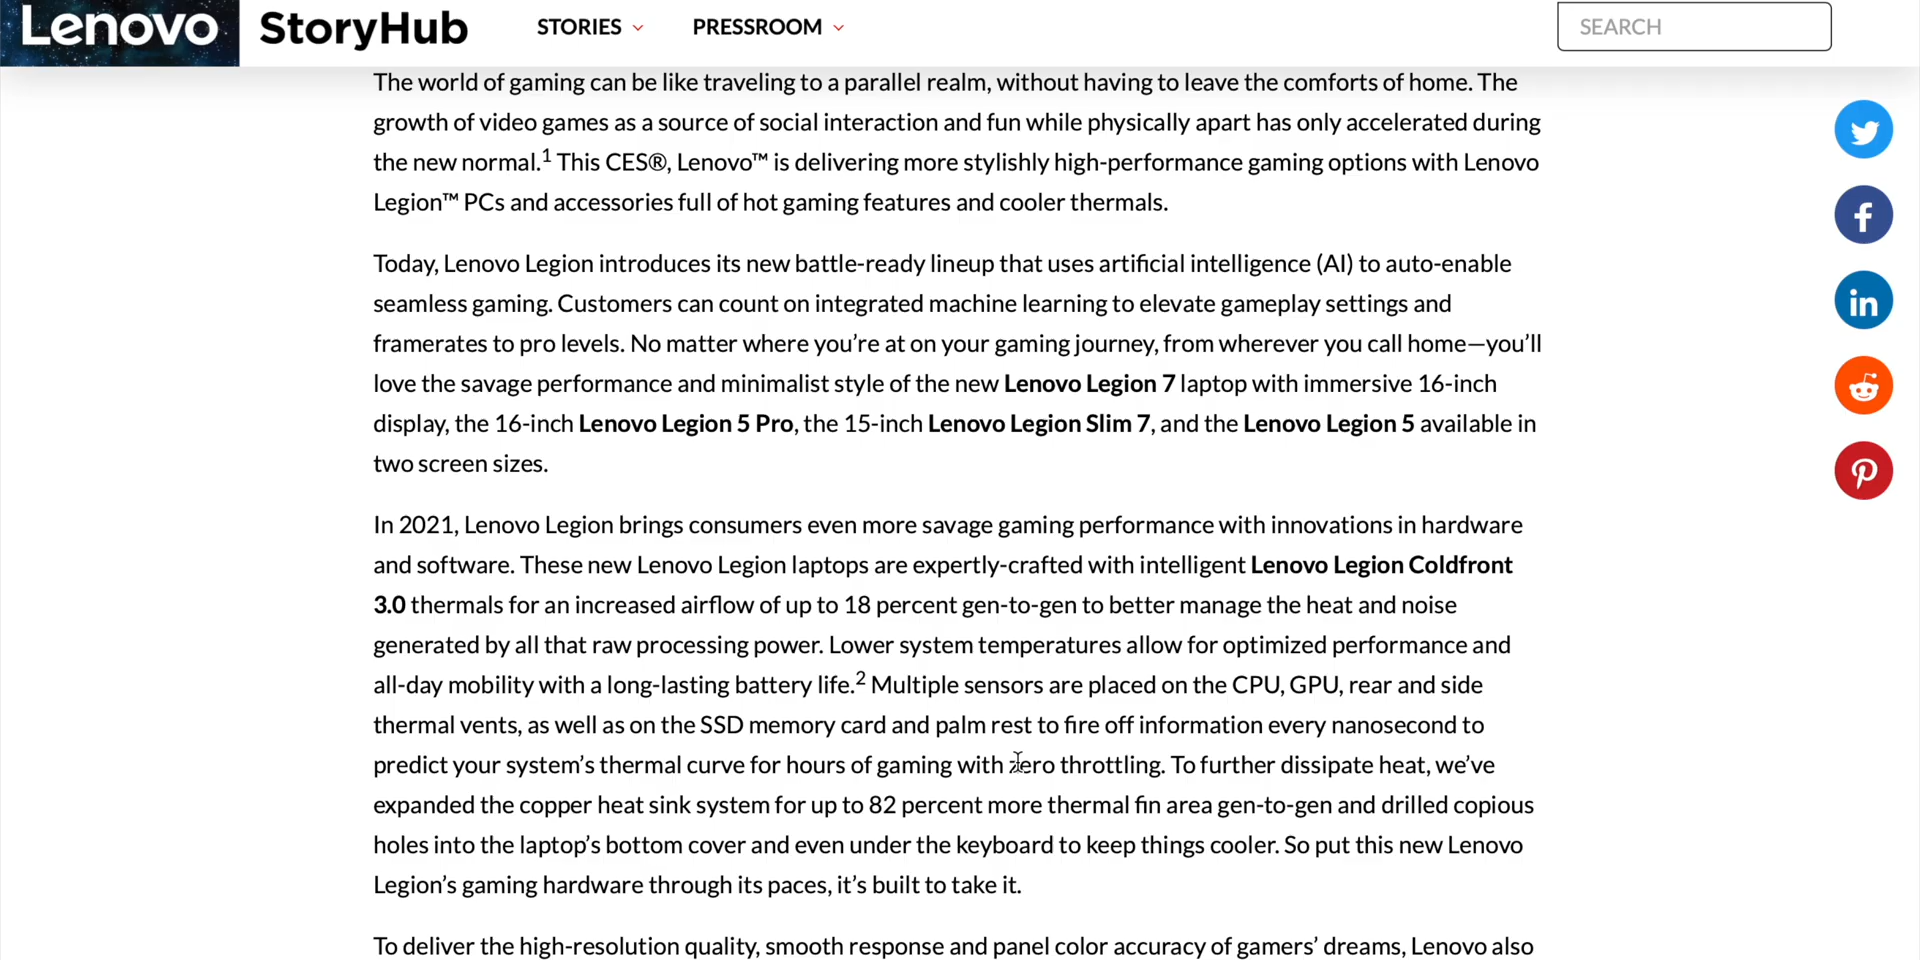 Lenovo StoryHub STORIES PRESSROOM SEARCH
The world of gaming can be like traveling to a parallel realm, without having to leave the comforts of home. The
growth of video games as a source of social interaction and fun while physically apart has only accelerated during
the new normal.1 This CES®, Lenovo™ is delivering more stylishly high-performance gaming options with Lenovo
Legion™ PCs and accessories full of hot gaming features and cooler thermals.
Today, Lenovo Legion introduces its new battle-ready lineup that uses artificial intelligence (AI) to auto-enable
seamless gaming. Customers can count on integrated machine learning to elevate gameplay settings and
framerates to pro levels. No matter where you’re at on your gaming journey, from wherever you call home—you’ll
love the savage performance and minimalist style of the new Lenovo Legion 7 laptop with immersive 16-inch
display, the 16-inch Lenovo Legion 5 Pro, the 15-inch Lenovo Legion Slim 7, and the Lenovo Legion 5 available in
two screen sizes.
In 2021, Lenovo Legion brings consumers even more savage gaming performance with innovations in hardware
and software. These new Lenovo Legion laptops are expertly-crafted with intelligent Lenovo Legion Coldfront
3.0 thermals for an increased airflow of up to 18 percent gen-to-gen to better manage the heat and noise
generated by all that raw processing power. Lower system temperatures allow for optimized performance and
all-day mobility with a long-lasting battery life.2 Multiple sensors are placed on the CPU, GPU, rear and side
thermal vents, as well as on the SSD memory card and palm rest to fire off information every nanosecond to
predict your system’s thermal curve for hours of gaming with zero throttling. To further dissipate heat, we’ve
expanded the copper heat sink system for up to 82 percent more thermal fin area gen-to-gen and drilled copious
holes into the laptop’s bottom cover and even under the keyboard to keep things cooler. So put this new Lenovo
Legion’s gaming hardware through its paces, it’s built to take it.
To deliver the high-resolution quality, smooth response and panel color accuracy of gamers’ dreams, Lenovo also